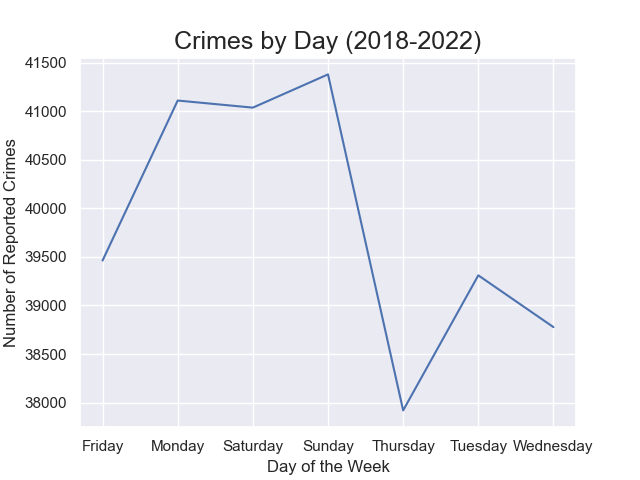 Crimes by Day (2018-2022)
Number of Reported Crimes
41500
41000
40500
40000
39500
39000
38500
38000
Friday Monday Saturday Sunday Thursday Tuesday Wednesday
Day of the Week